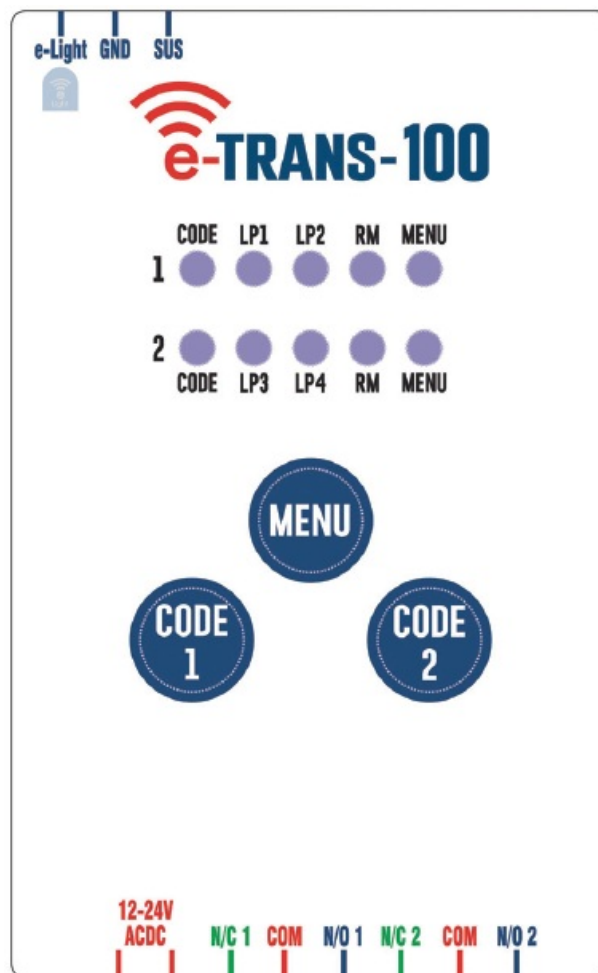 e-Light GND SUS
e-TRANS-100
CODE LP1 LP2 RM MENU
1
2
CODE LP3 LP4 RM MENU
MENU
CODE
1
CODE
2
12-24V
ACDC N/C 1 COM N/O 1 N/C 2 COM N/O 2